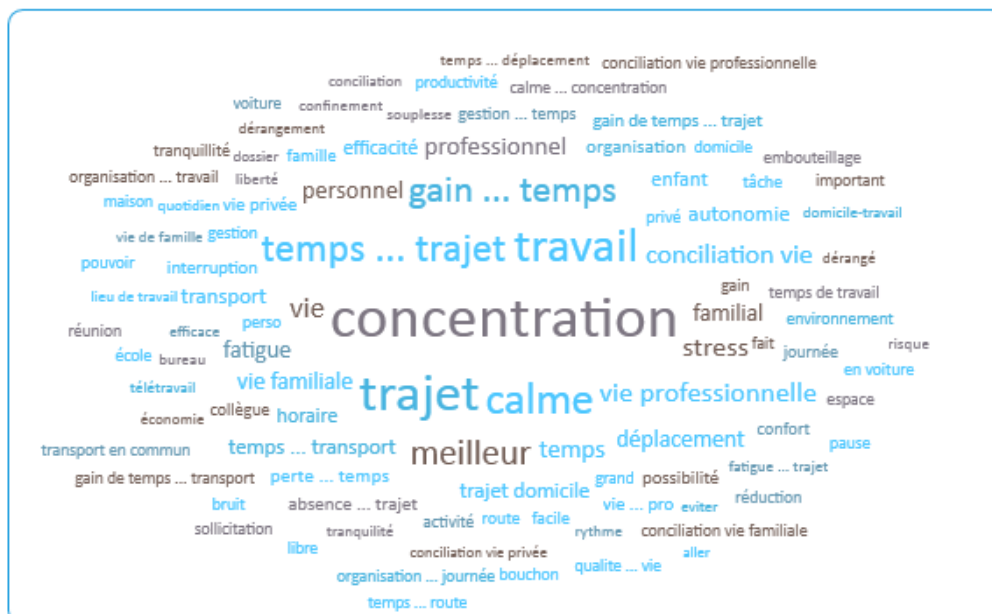 temps ... déplacement conciliation vie professionnelle
conciliation productivité calme ... concentration
voiture confinement souplesse gestion ... temps gain de temps ... trajet
dérangement
tranquillité dossier famille efficacité professionnel organisation domicile embouteillage
organisation ... travail liberté personnel gain ... temps enfant tâche important
maison quotidien vie privée privé autonomie domicile-travail
vie de famille gestion temps ... trajet travail conciliation vie dérangé
pouvoir interruption
lieu de travail transport gain temps de travail
vie concentration familial
réunion efficace perso environnement
école bureau fatigue stress fait journée risque
télétravail vie familiale trajet calme vie professionnelle en voiture
économie collègue horaire espace
transport en commun temps ... transport meilleur temps déplacement confort pause
gain de temps ... transport perte ... temps grand possibilité fatigue ... trajet
bruit absence ... trajet trajet domicile vie ... pro eviter réduction
sollicitation tranquilité activité route facile rythme conciliation vie familiale
libre conciliation vie privée aller
organisation ... journée bouchon qualite ... vie
temps ... route